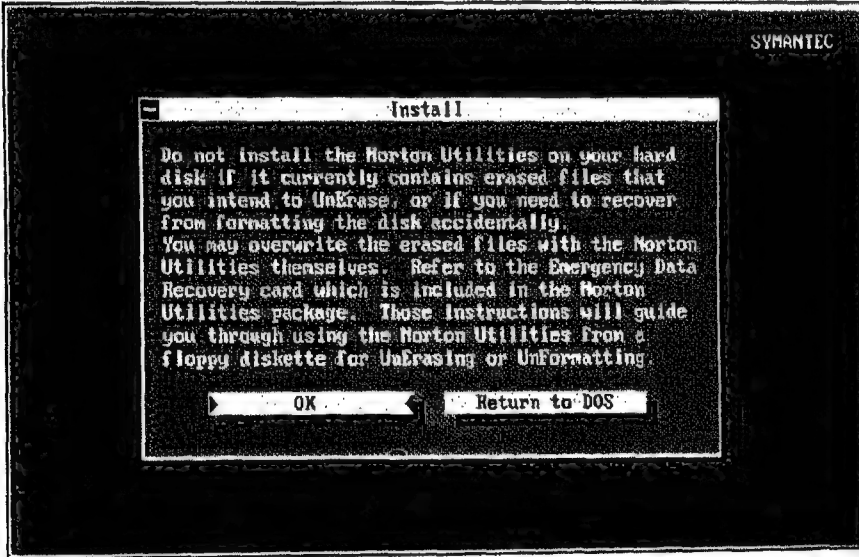 SYMANTEC
Install
Do not install the Norton Utilities on your hard
disk if it currently contains erased files that
you intend to UnErase, or if you need to recover
from formatting the disk accidentally.
You may overwrite the erased files with the Norton
Utilities themselves.  Refer to the Emergency Data
Recovery card which is included in the Norton
Utilities package.  Those instructions will guide
you through using the Norton Utilities from a
floppy diskette for UnErasing or UnFormatting.
OK
Return to DOS